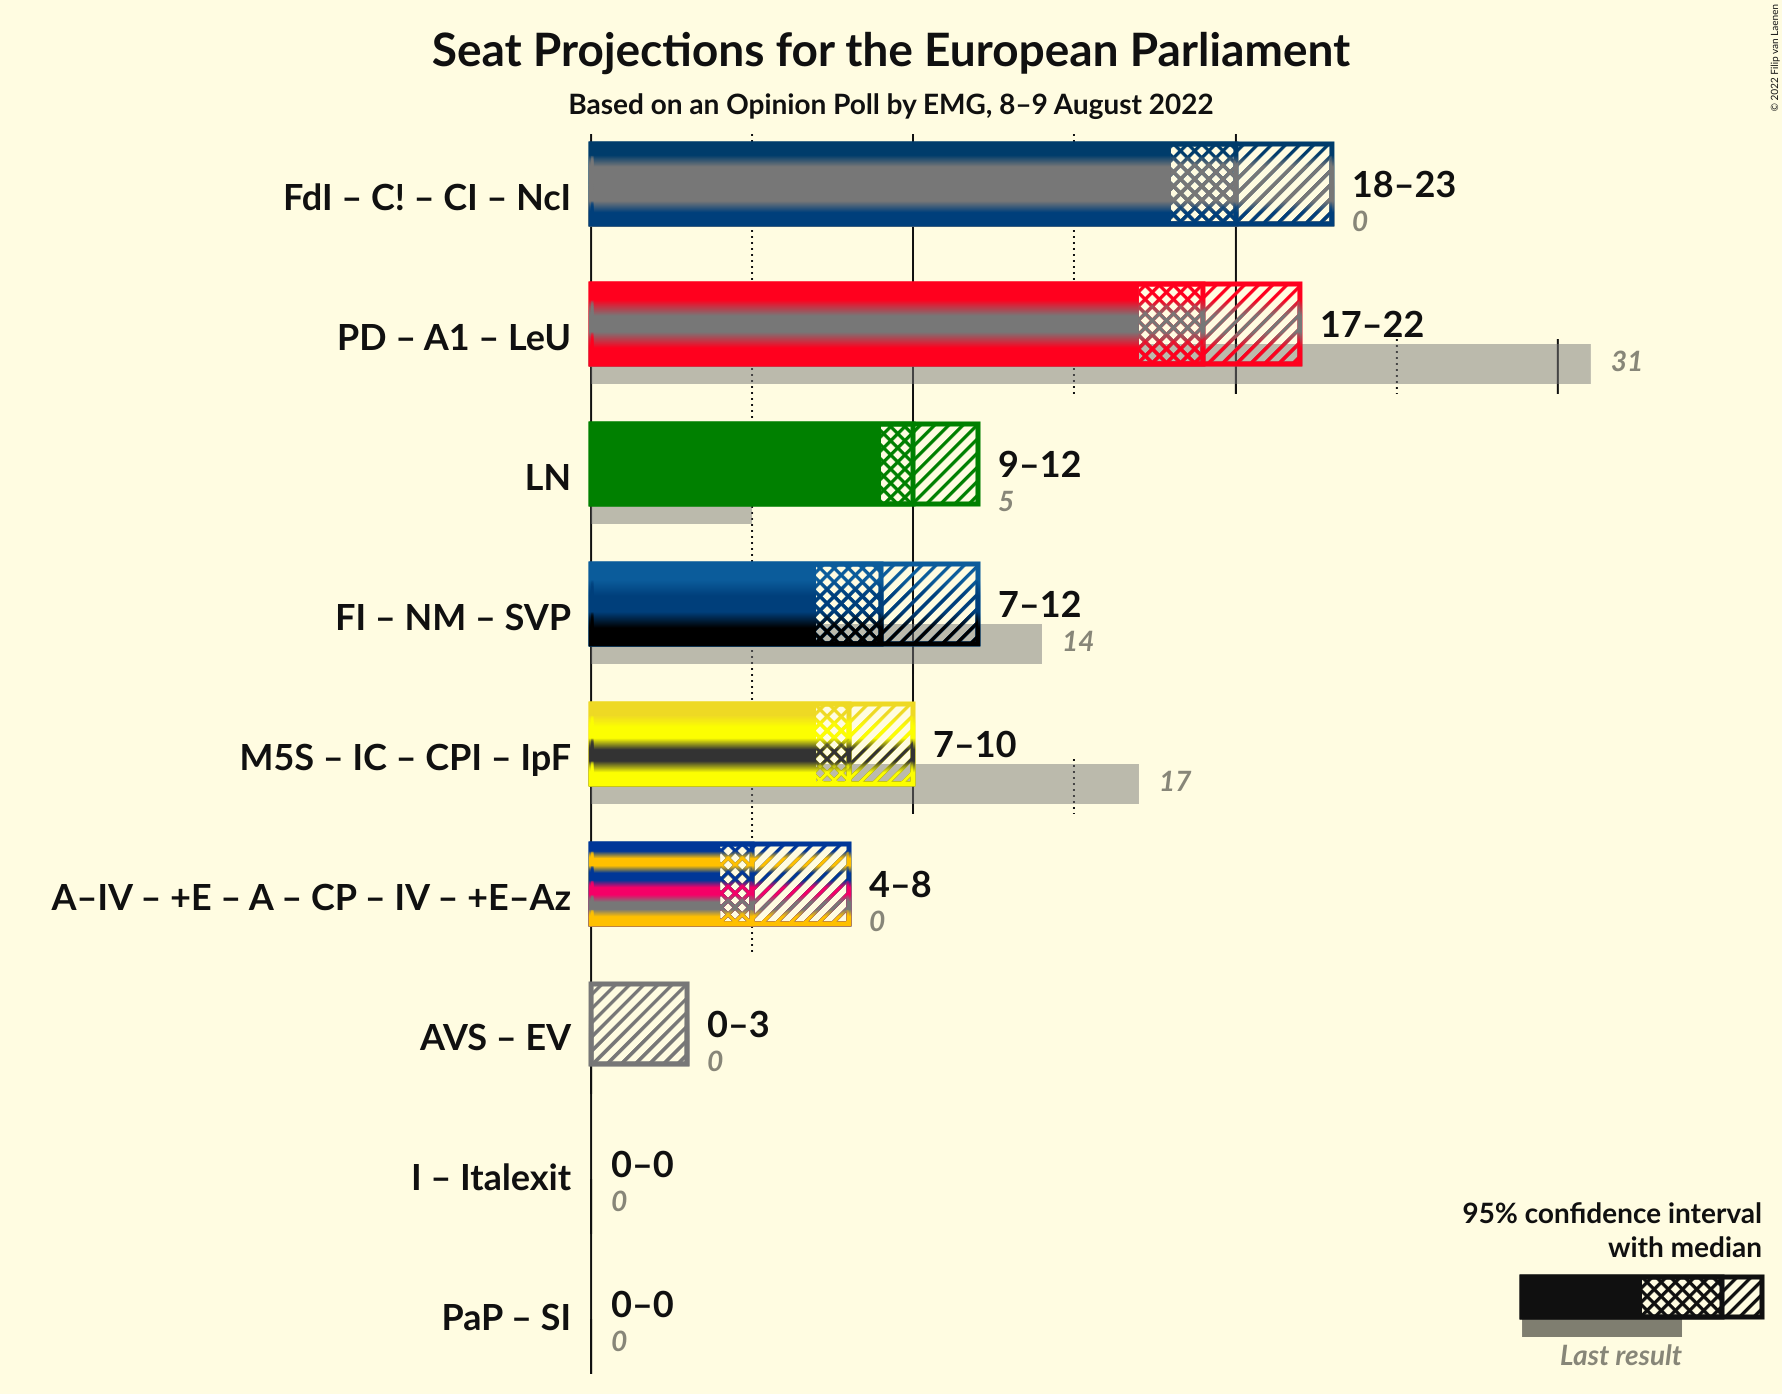 Seat Projections for the European Parliament
Based on an Opinion Poll by EMG, 8–9 August 2022
© 2022 Filip van Laenen
FdI – C! – CI – NcI
18–23
0
PD – A1 – LeU
17–22
31
LN
9–12
5
FI – NM – SVP
7–12
14
M5S – IC – CPI – IpF
7–10
17
A–IV – +E – A – CP – IV – +E–Az
4–8
0
AVS – EV
0–3
0
I – Italexit
0–0
0
PaP – SI
0–0
0
95% confidence interval
with median
Last result